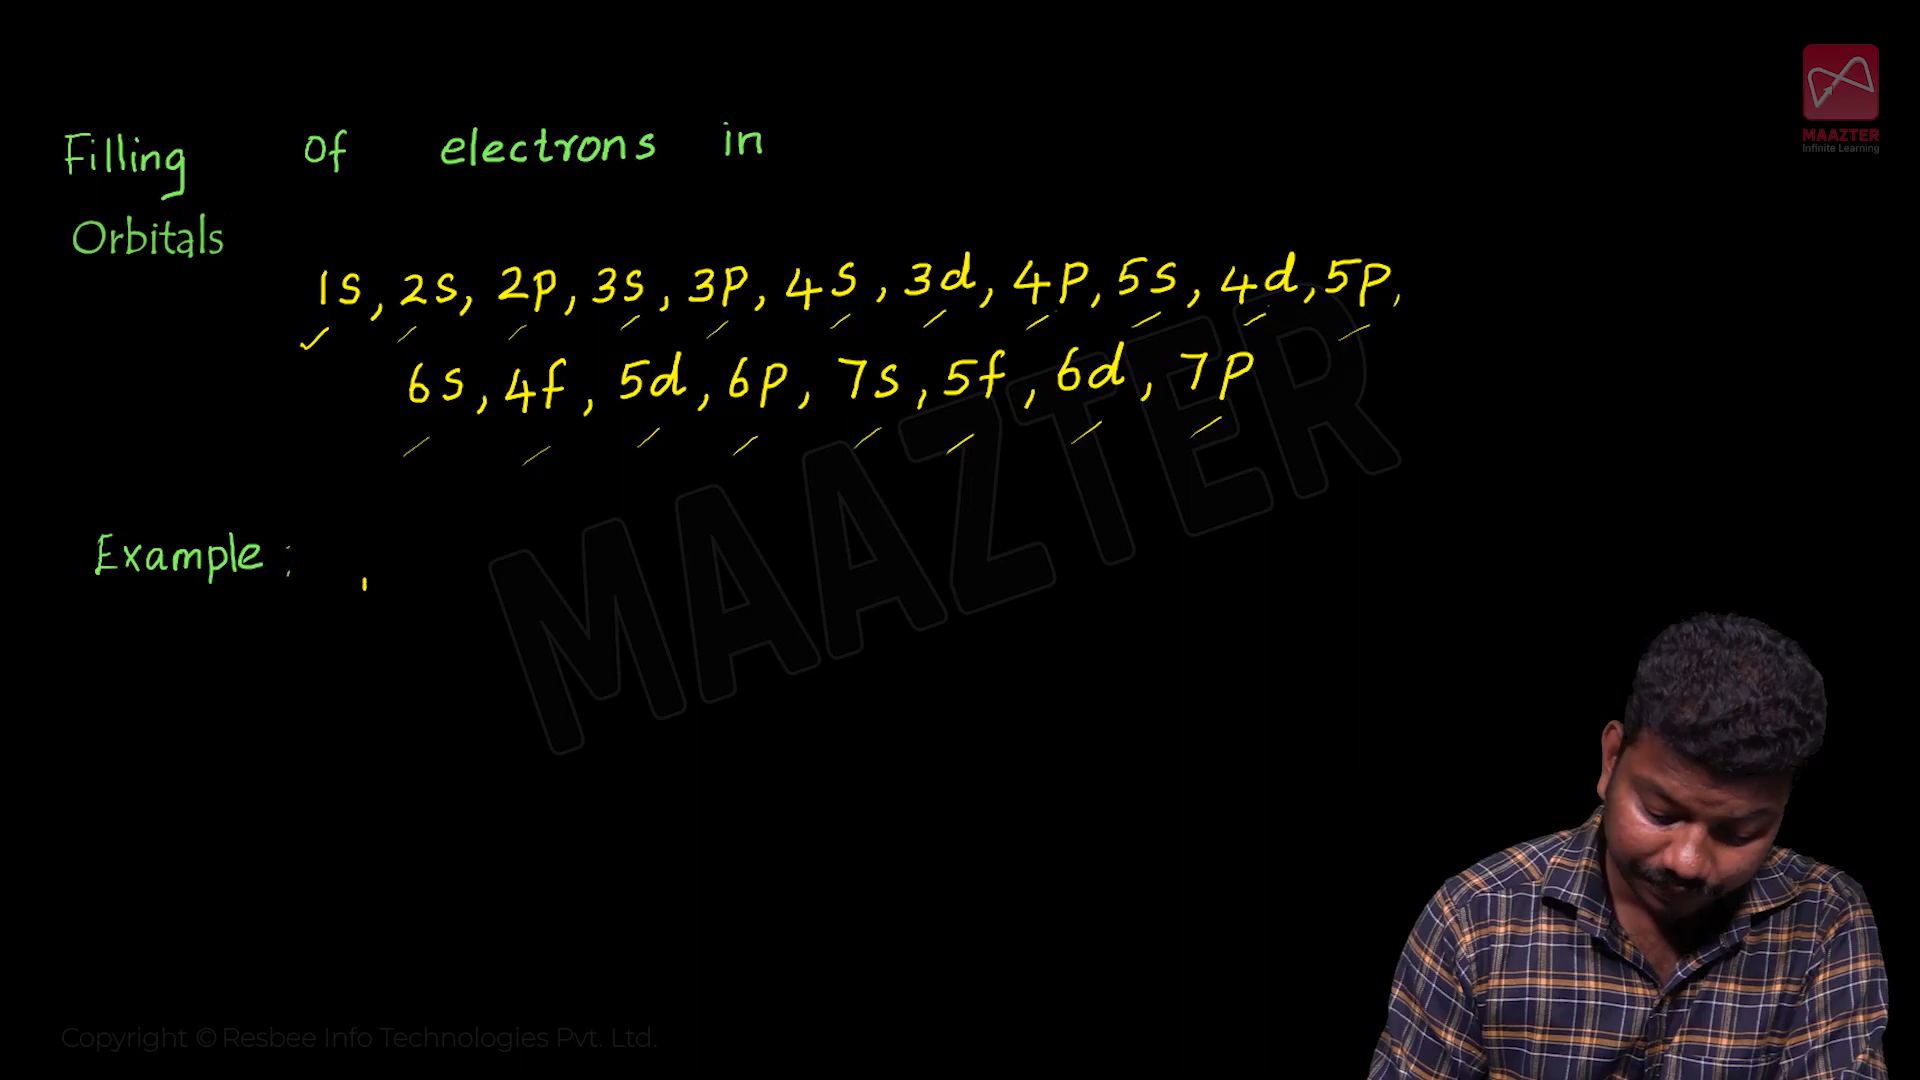 MAAZTER
Infinite Learning
Filling Of electrons in
Orbitals
1s, 2s, 2p, 3s, 3p, 4s, 3d, 4p, 5s, 4d, 5p,
6s, 4f, 5d, 6p, 7s, 5f, 6d, 7p
MAAZTER
Example :
Copyright © Resbee Info Technologies Pvt. Ltd.